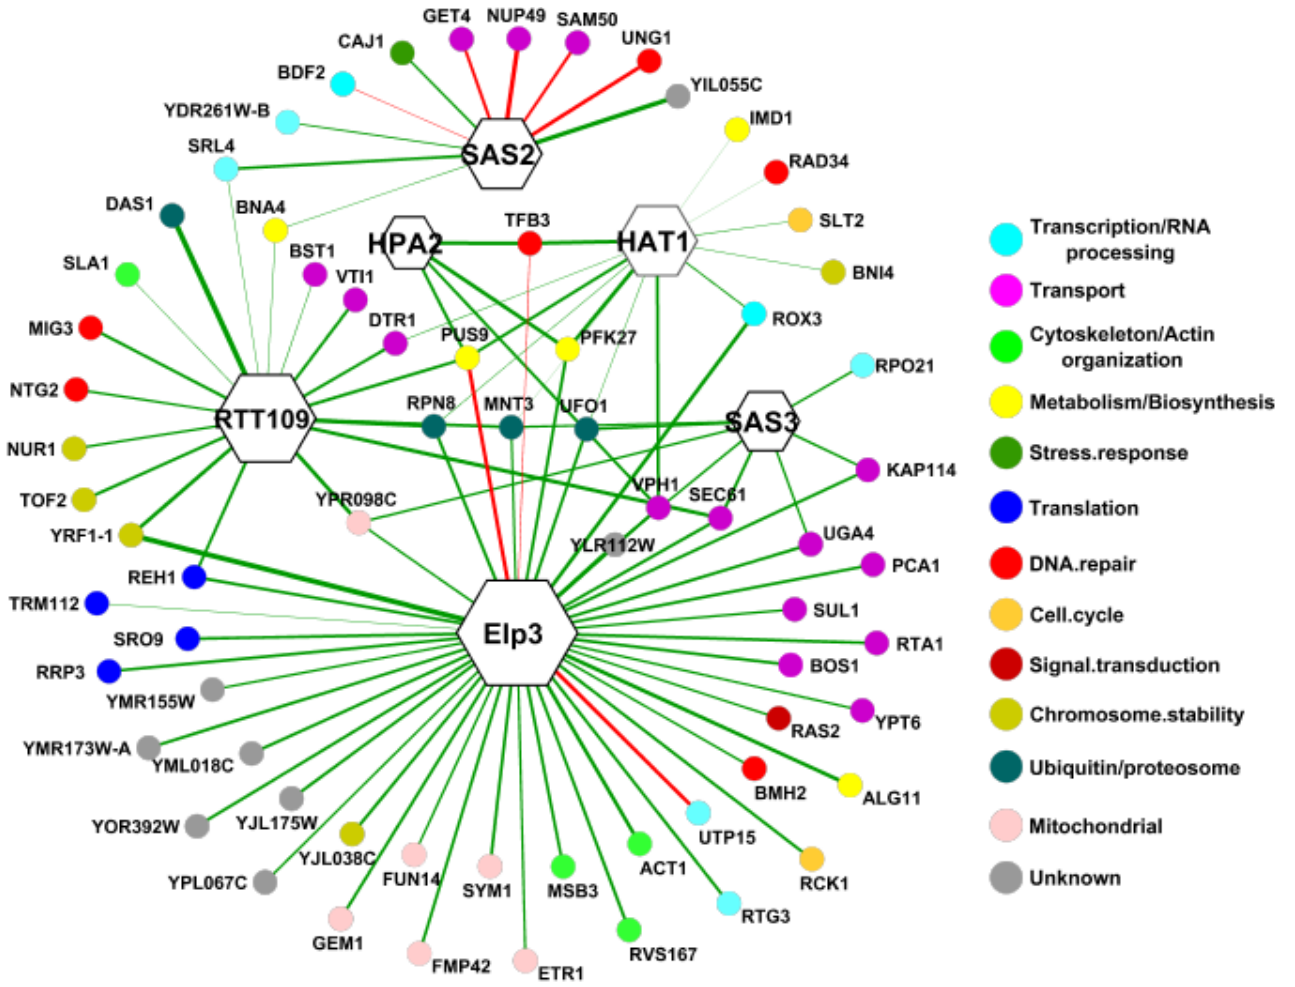 GET4
NUP49
SAM50
CAJ1
UNG1
BDF2
YIL055C
YDR261W-B
IMD1
SRL4
SAS2
RAD34
DAS1
BNA4
TFB3
SLT2
HPA2
HAT1
BST1
SLA1
VTI1
BNI4
DTR1
ROX3
MIG3
PUS9
PFK27
RPO21
NTG2
RPN8
MNT3
UFO1
RTT109
SAS3
NUR1
KAP114
VPH1
SEC61
TOF2
YPR098C
YRF1-1
YLR112W
UGA4
PCA1
REH1
TRM112
SUL1
SRO9
Elp3
RTA1
RRP3
BOS1
YMR155W
YPT6
RAS2
YMR173W-A
YML018C
BMH2
ALG11
YOR392W
YJL175W
UTP15
YJL038C
ACT1
RCK1
YPL067C
FUN14
SYM1
MSB3
RTG3
GEM1
RVS167
FMP42
ETR1
Transcription/RNA
processing
Transport
Cytoskeleton/Actin
organization
Metabolism/Biosynthesis
Stress.response
Translation
DNA.repair
Cell.cycle
Signal.transduction
Chromosome.stability
Ubiquitin/proteosome
Mitochondrial
Unknown